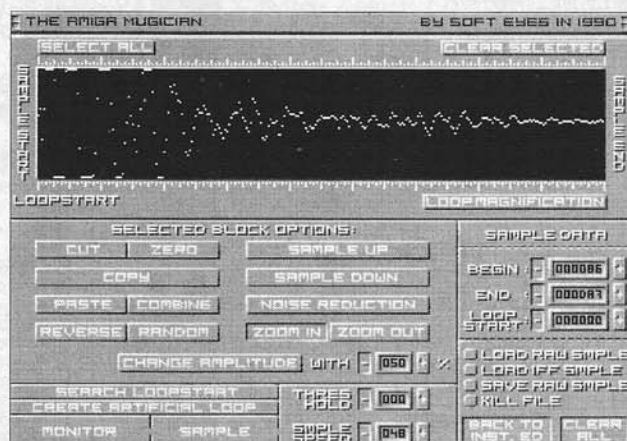 THE AMIGA MUGICIAN BY SOFT EYES IN 1990
SELECT ALL CLEAR SELECTED
SAMPLE START
SAMPLE END
LOOPSTART LOOP MAGNIFICATION
SELECTED BLOCK OPTIONS:
CUT ZERO SAMPLE UP
COPY SAMPLE DOWN
PASTE COMBINE NOISE REDUCTION
REVERSE RANDOM ZOOM IN ZOOM OUT
CHANGE AMPLITUDE WITH - 050 + %
SEARCH LOOPSTART
CREATE ARTIFICIAL LOOP
MONITOR SAMPLE
THRES HOLD - 000 +
SMPLE SPEED - 048 +
SAMPLE DATA
BEGIN : -
END : -
LOOP START: - 000000 +
LOAD RAW SMPLE
LOAD IFF SMPLE
SAVE RAW SMPLE
KILL FILE
BACK TO INST. ED
CLEAR ALL